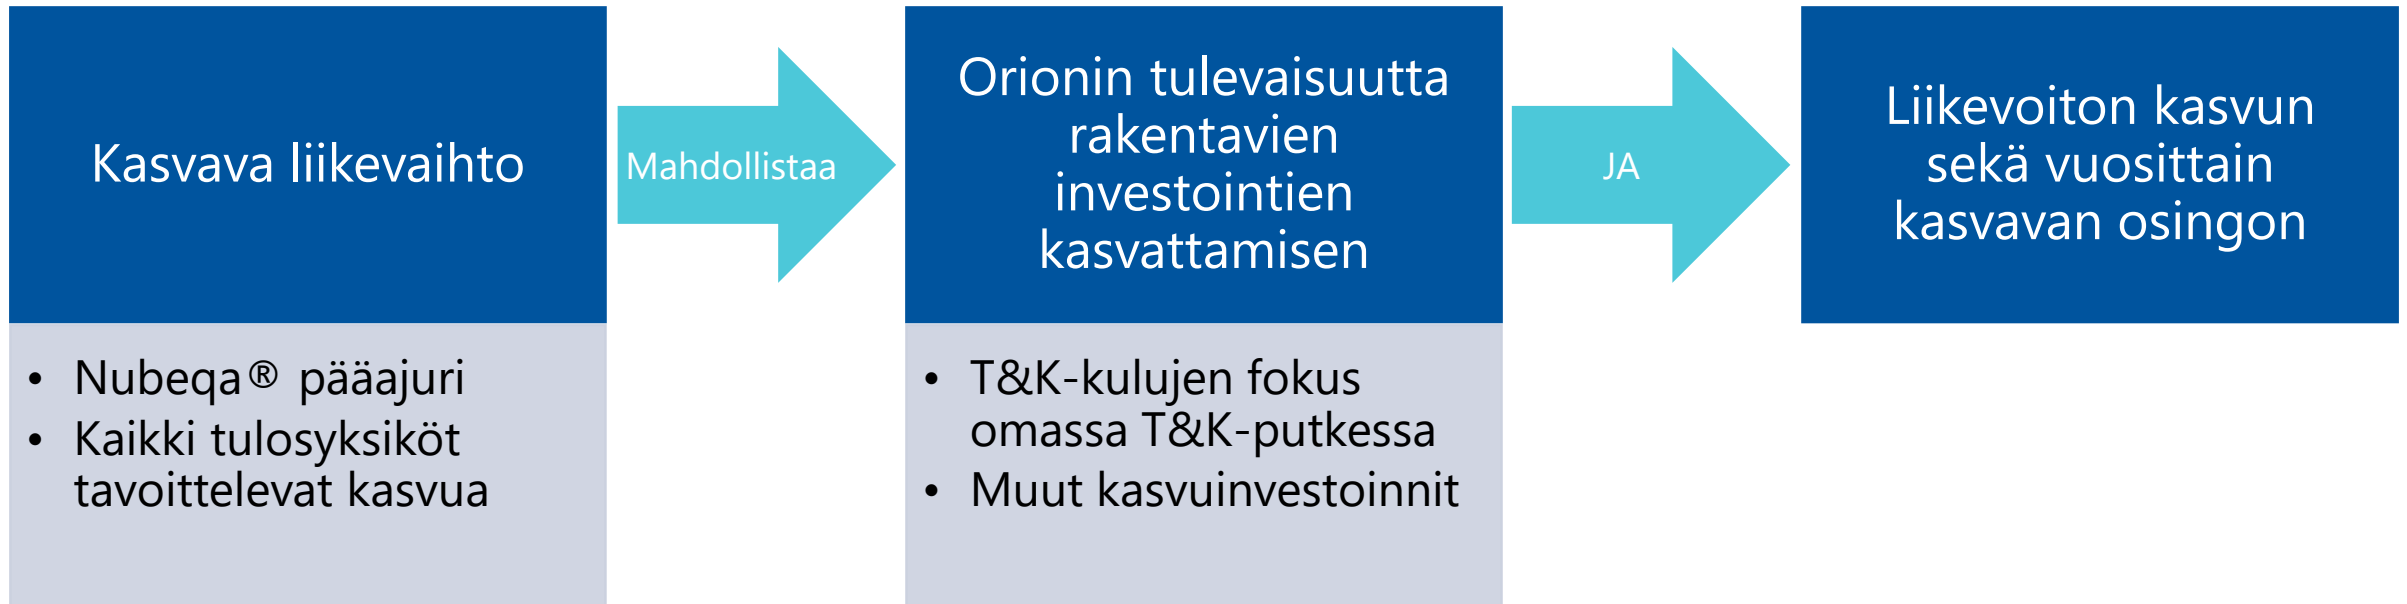 Kasvava liikevaihto
• Nubeqa® pääajuri
• Kaikki tulosyksiköt
tavoittelevat kasvua
Mahdollistaa
Orionin tulevaisuutta
rakentavien
investointien
kasvattamisen
• T&K-kulujen fokus
omassa T&K-putkessa
• Muut kasvuinvestoinnit
JA
Liikevoiton kasvun
sekä vuosittain
kasvavan osingon